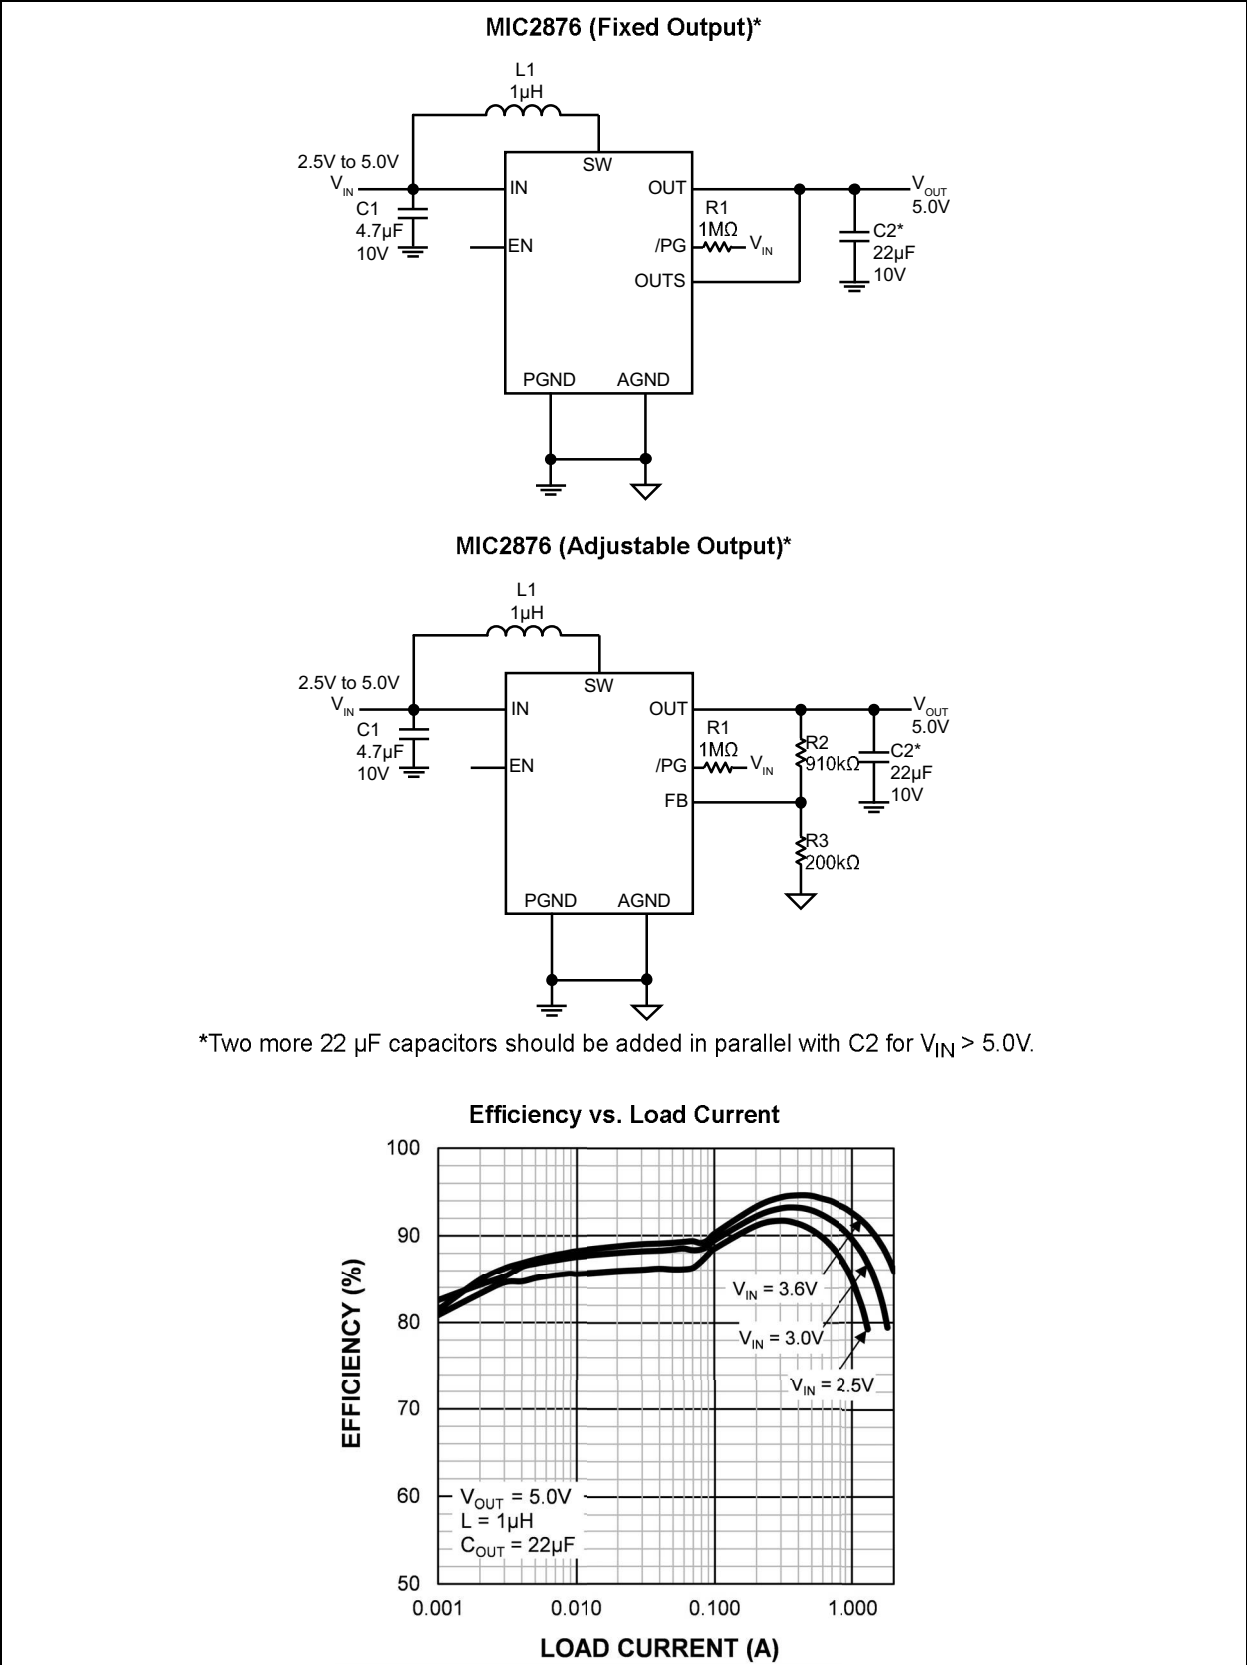 MIC2876 (Fixed Output)*
L1
1µH
2.5V to 5.0V
VIN
C1
4.7µF
10V
SW
IN
EN
OUT
/PG
OUTS
PGND
AGND
R1
1MΩ
VIN
VOUT
5.0V
C2*
22µF
10V
MIC2876 (Adjustable Output)*
L1
1µH
2.5V to 5.0V
VIN
C1
4.7µF
10V
SW
IN
EN
OUT
/PG
FB
PGND
AGND
R1
1MΩ
VIN
R2
910kΩ
R3
200kΩ
VOUT
5.0V
C2*
22µF
10V
*Two more 22 µF capacitors should be added in parallel with C2 for VIN > 5.0V.
Efficiency vs. Load Current
EFFICIENCY (%)
100
90
80
70
60
50
VIN = 3.6V
VIN = 3.0V
VIN = 2.5V
VOUT = 5.0V
L = 1µH
COUT = 22µF
0.001 0.010 0.100 1.000
LOAD CURRENT (A)